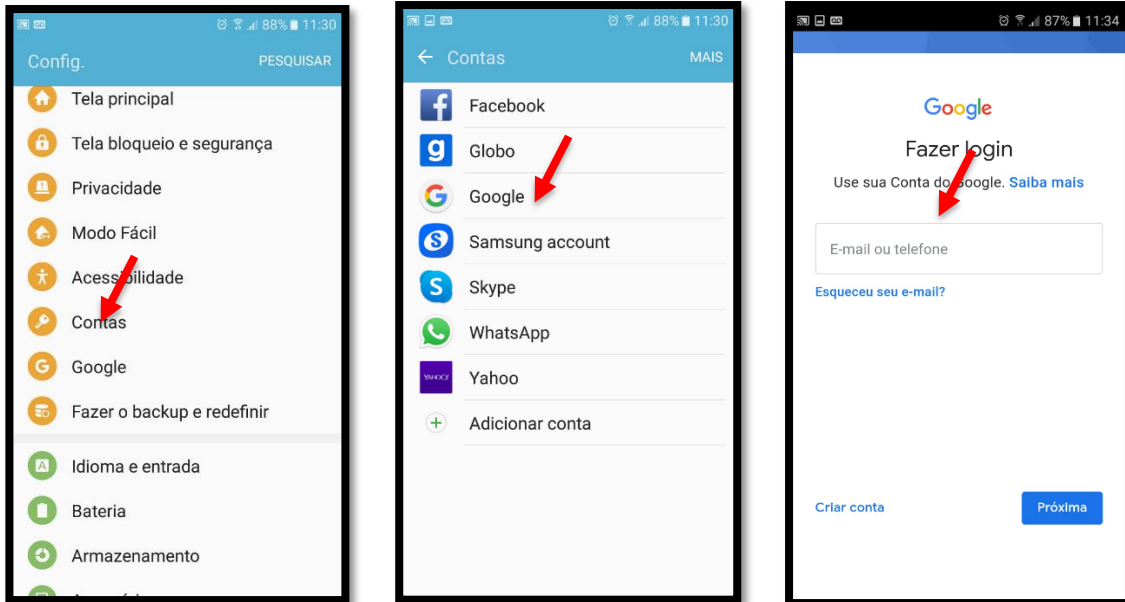 88% 11:30
Config.
PESQUISAR
Tela principal
Tela bloqueio e segurança
Privacidade
Modo Fácil
Acessibilidade
Contas
Google
Fazer o backup e redefinir
Idioma e entrada
Bateria
Armazenamento
88% 11:30
Contas
MAIS
Facebook
Globo
Google
Samsung account
Skype
WhatsApp
YAHOO! Yahoo
Adicionar conta
87% 11:34
Google
Fazer login
Use sua Conta do Google. Saiba mais
E-mail ou telefone
Esqueceu seu e-mail?
Criar conta
Próxima